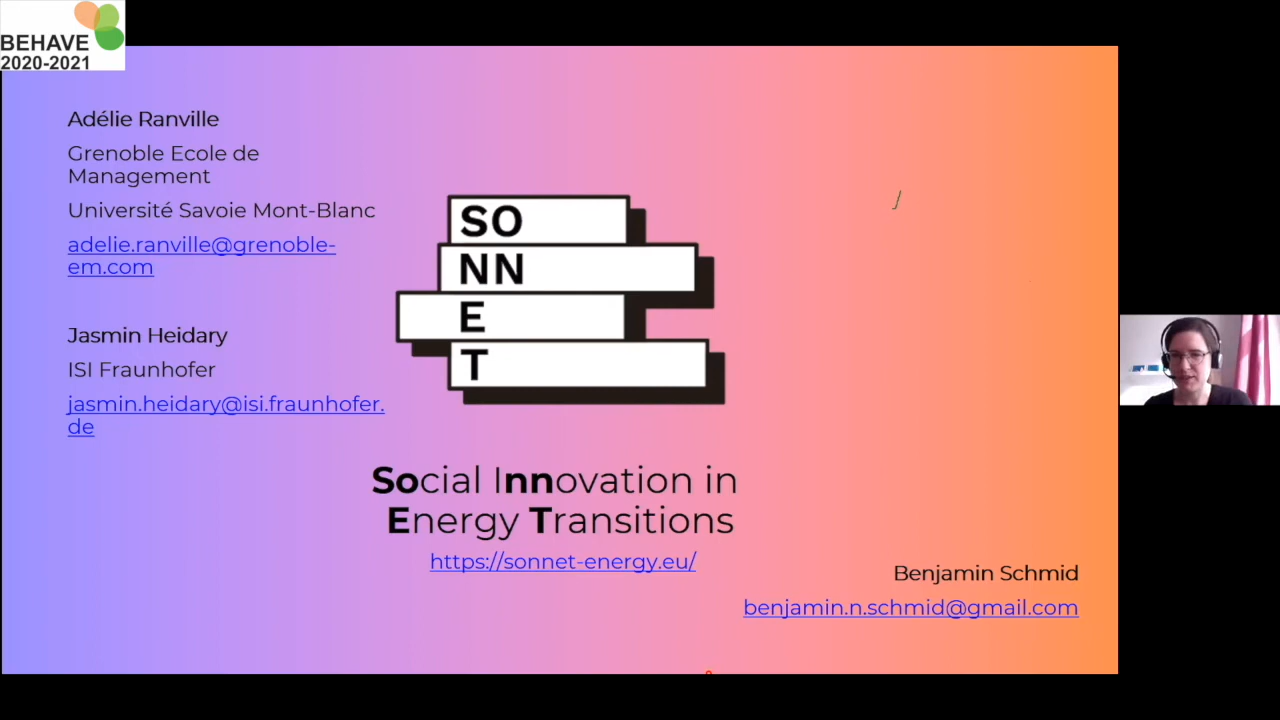 BEHAVE
2020-2021
Adélie Ranville
Grenoble Ecole de
Management
Université Savoie Mont-Blanc
adelie.ranville@grenoble-
em.com
Jasmin Heidary
ISI Fraunhofer
jasmin.heidary@isi.fraunhofer.
de
SO
NN
E
T
Social Innovation in
Energy Transitions
https://sonnet-energy.eu/
Benjamin Schmid
benjamin.n.schmid@gmail.com